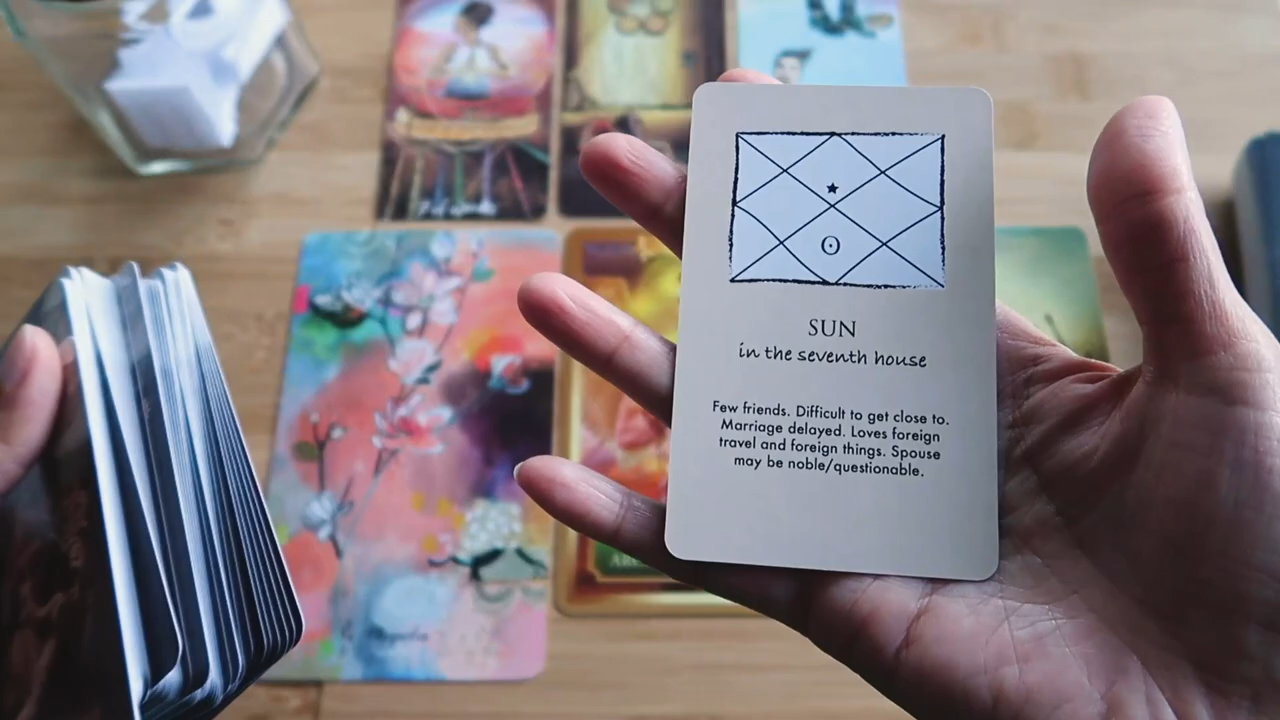 SUN
in the seventh house
Few friends. Difficult to get close to.
Marriage delayed. Loves foreign
travel and foreign things. Spouse
may be noble/questionable.